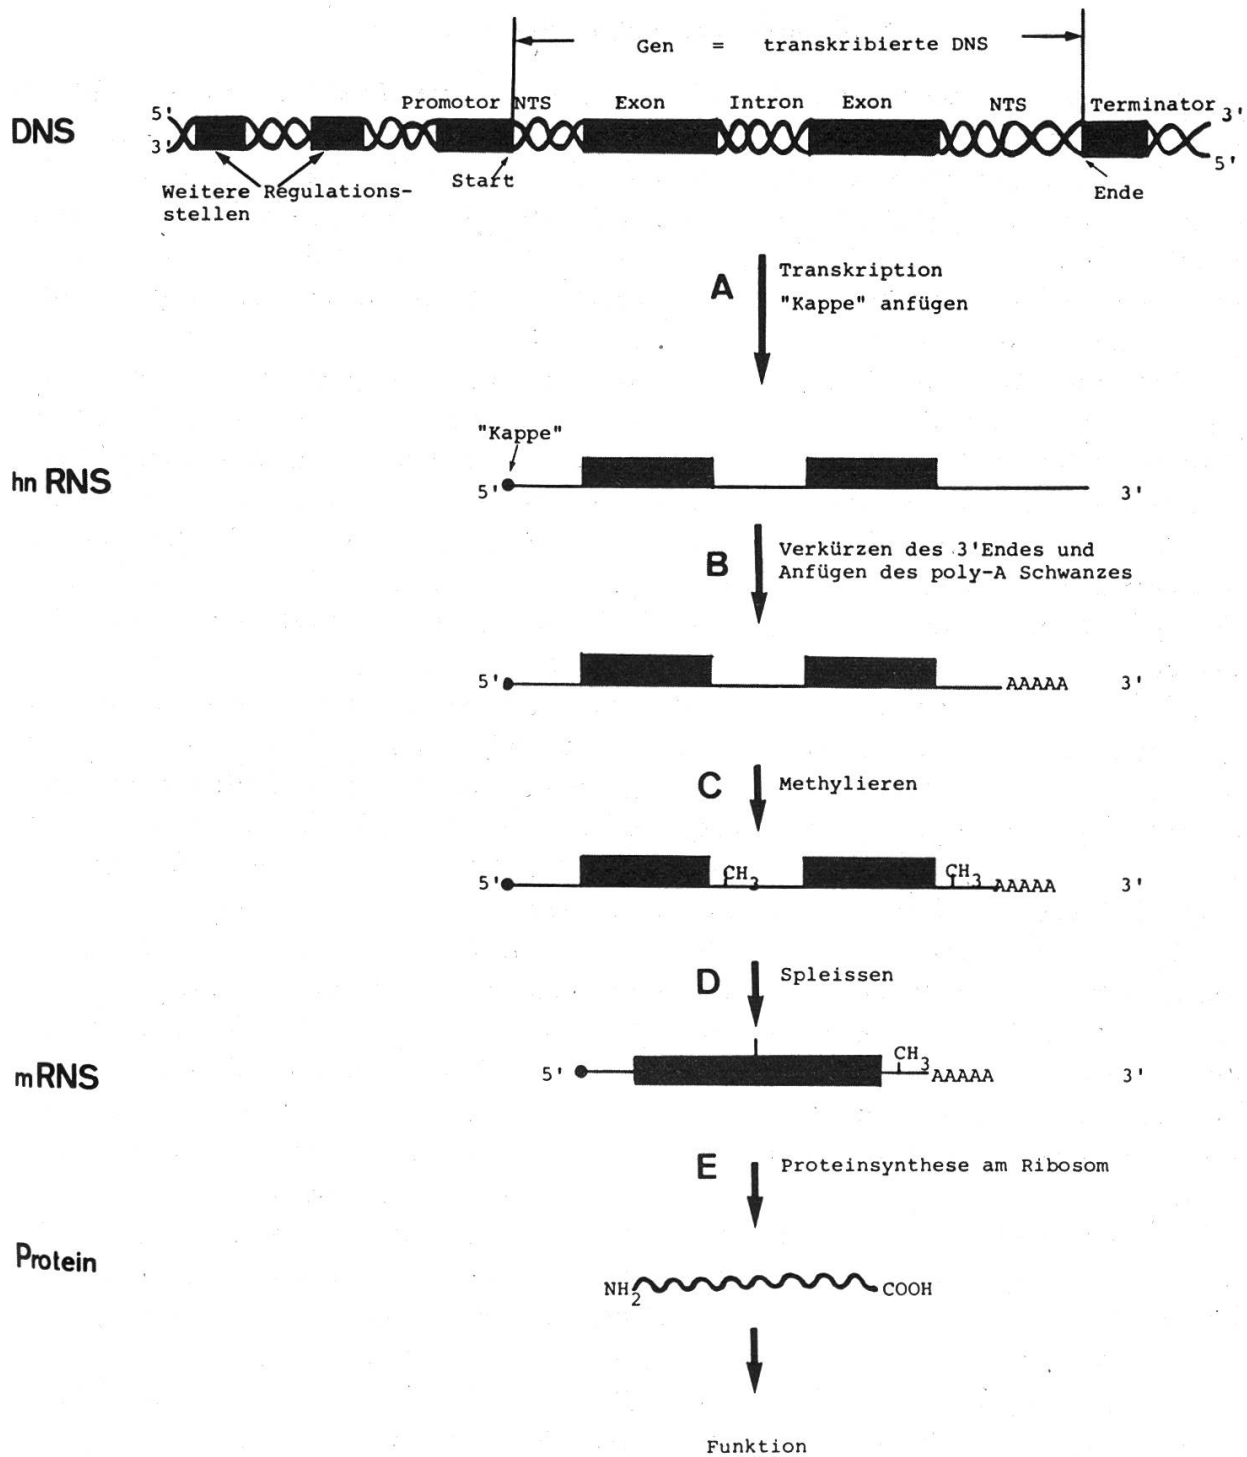 Gen = transkribierte DNS
Promotor NTS Exon Intron Exon NTS Terminator
5' 3'
DNS
3' 5'
Weitere Regulations-
stellen
Start
Ende
A
Transkription
"Kappe" anfügen
"Kappe"
hn RNS
5' 3'
B
Verkürzen des 3'Endes und
Anfügen des poly-A Schwanzes
5' AAAAA 3'
C Methylieren
5' CH3 CH3 AAAAA 3'
D Spleissen
mRNS
5' CH3 AAAAA 3'
E Proteinsynthese am Ribosom
Protein
NH2 COOH
Funktion